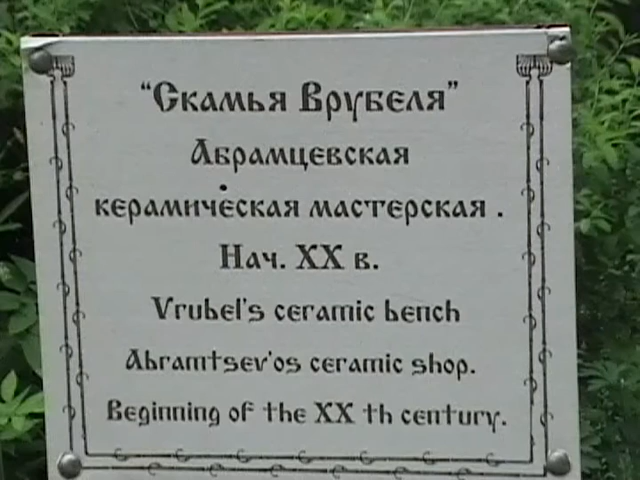 “Скамья Врубеля”
Абрамцевская
керамическая мастерская .
Нач. XX в.
Vrubel's ceramic bench
Abramtsev'os ceramic shop.
Beginning of the XX th century.